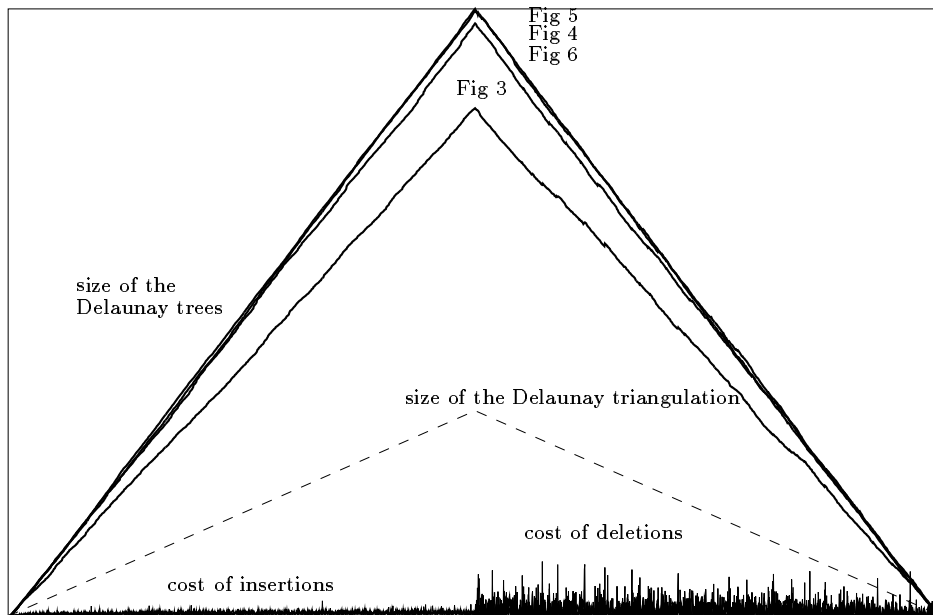 Fig 5
Fig 4
Fig 6
Fig 3
size of the
Delaunay trees
size of the Delaunay triangulation
cost of deletions
cost of insertions